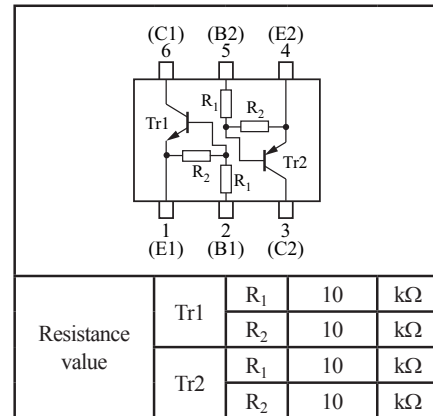 (C1) (B2) (E2)
6 5 4
R1
R2
Tr1
R2
Tr2
R1
1 2 3
(E1) (B1) (C2)
Resistance value Tr1 R1 10 kΩ
R2 10 kΩ
Tr2 R1 10 kΩ
R2 10 kΩ